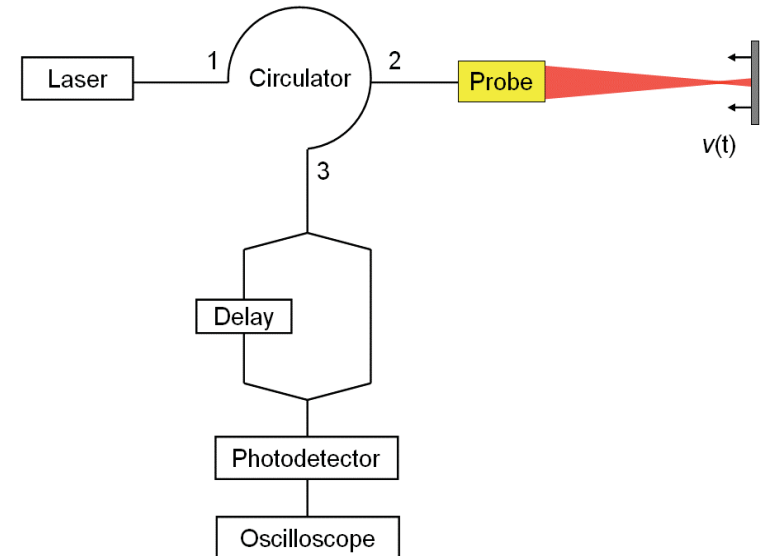 Laser
1
Circulator
2
Probe
v(t)
3
Delay
Photodetector
Oscilloscope